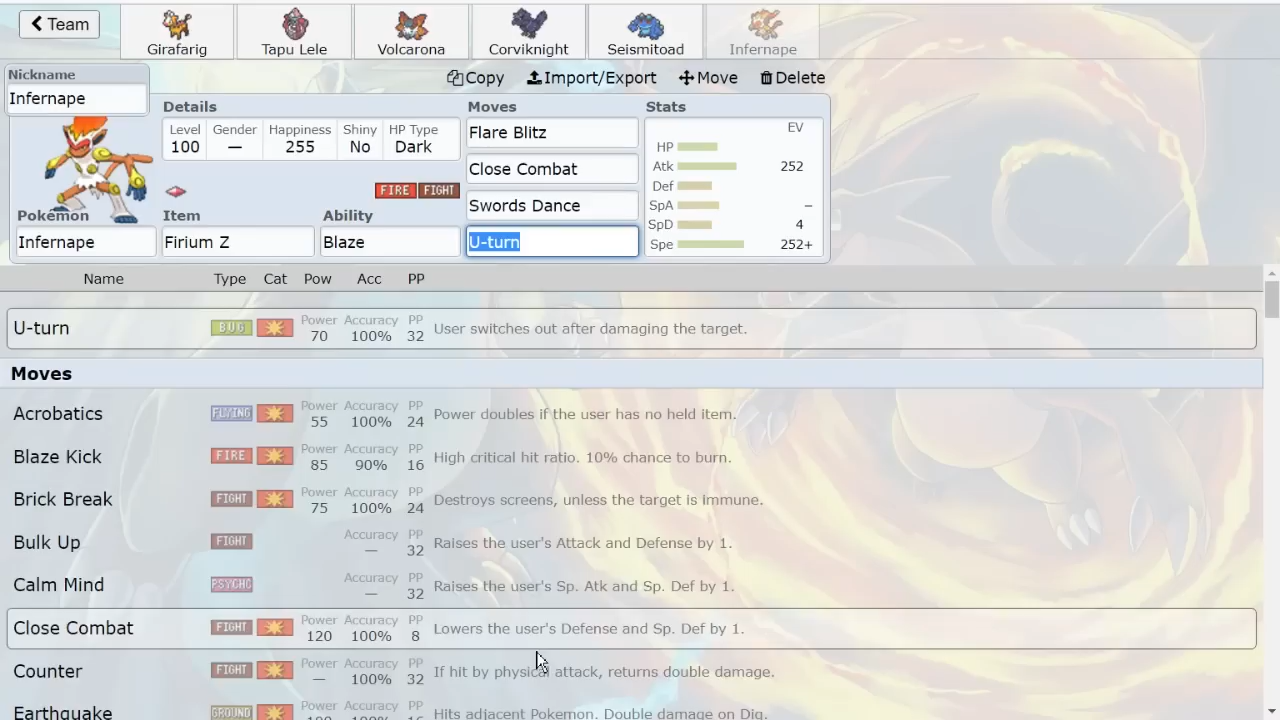 Team
Girafarig
Tapu Lele
Volcarona
Corviknight
Seismitoad
Infernape
Nickname
Infernape
Copy
Import/Export
Move
Delete
Details
Level
100
Gender
—
Happiness
255
Shiny
No
HP Type
Dark
FIRE FIGHT
Pokémon
Infernape
Item
Firium Z
Ability
Blaze
Moves
Flare Blitz
Close Combat
Swords Dance
U-turn
Stats
EV
HP
Atk 252
Def
SpA –
SpD 4
Spe 252+
Name Type Cat Pow Acc PP
U-turn BUG Power 70 Accuracy 100% PP 32 User switches out after damaging the target.
Moves
Acrobatics FLYING Power 55 Accuracy 100% PP 24 Power doubles if the user has no held item.
Blaze Kick FIRE Power 85 Accuracy 90% PP 16 High critical hit ratio. 10% chance to burn.
Brick Break FIGHT Power 75 Accuracy 100% PP 24 Destroys screens, unless the target is immune.
Bulk Up FIGHT Accuracy — PP 32 Raises the user's Attack and Defense by 1.
Calm Mind PSYCHC Accuracy — PP 32 Raises the user's Sp. Atk and Sp. Def by 1.
Close Combat FIGHT Power 120 Accuracy 100% PP 8 Lowers the user's Defense and Sp. Def by 1.
Counter FIGHT Power — Accuracy 100% PP 32 If hit by physical attack, returns double damage.
Earthquake GROUND Power 100 Accuracy 100% PP 16 Hits adjacent Pokemon. Double damage on Dig.